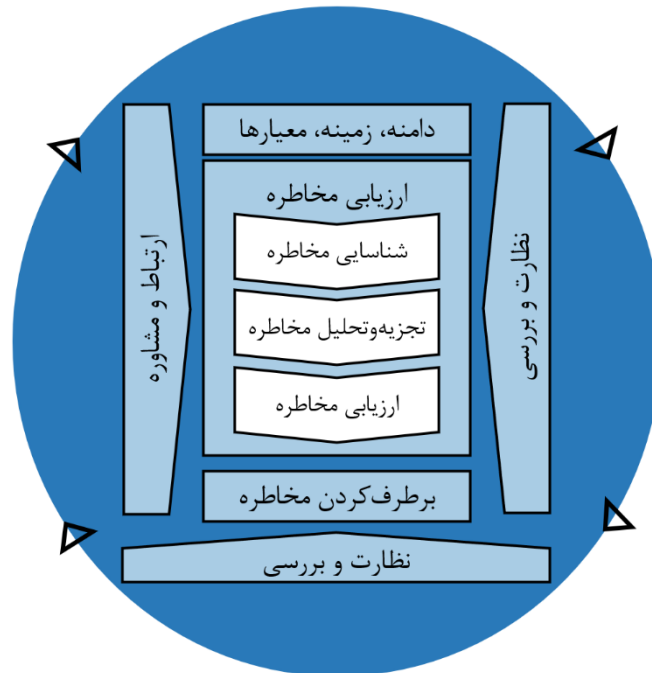 دامنه، زمینه، معیارها
ارزیابی مخاطره
شناسایی مخاطره
تجزیه‌وتحلیل مخاطره
ارزیابی مخاطره
برطرف‌کردن مخاطره
نظارت و بررسی
ارتباط و مشاوره
نظارت و بررسی